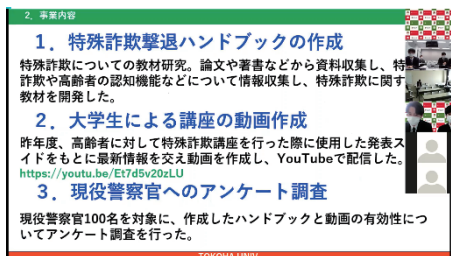 2. 事業内容
1．特殊詐欺撃退ハンドブックの作成
特殊詐欺についての教材研究。論文や著書などから資料収集し、特
詐欺や高齢者の認知機能などについて情報収集し、特殊詐欺に関す
教材を開発した。
2．大学生による講座の動画作成
昨年度、高齢者に対して特殊詐欺講座を行った際に使用した発表ス
イドをもとに最新情報を交え動画を作成し、YouTubeで配信した。
https://youtu.be/Et7d5v20zLU
3．現役警察官へのアンケート調査
現役警察官100名を対象に、作成したハンドブックと動画の有効性につ
いてアンケート調査を行った。
TOKOHA UNIV